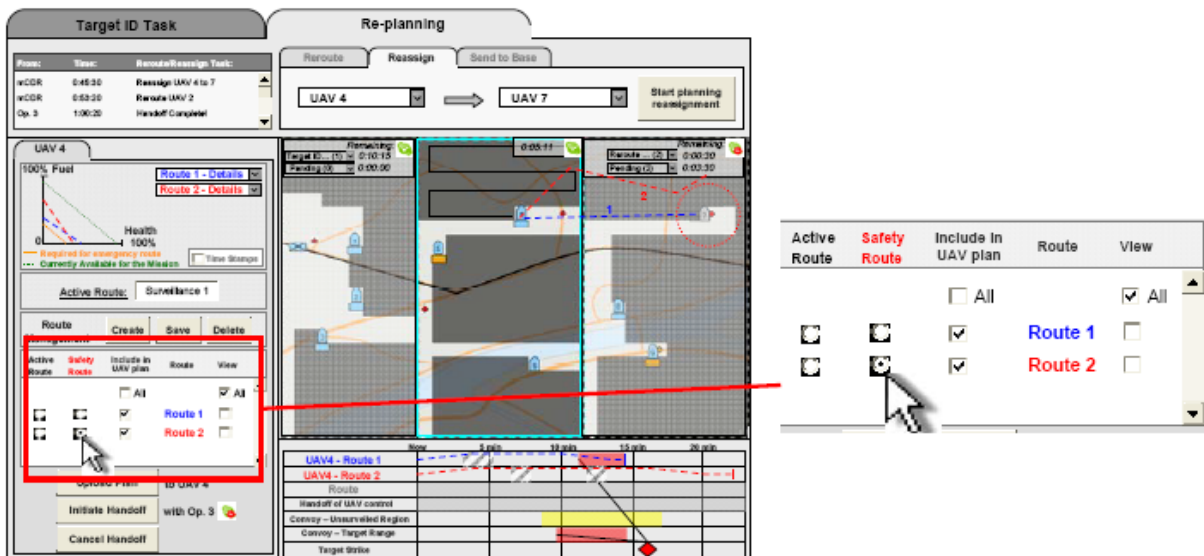 Target ID Task
Re-planning
From: Time: Reroute/Reassign Task:
mCDR 0:45:30 Reassign UAV 4 to 7
mCDR 0:53:20 Reroute UAV 2
Op. 3 1:00:20 Handoff Complete!
Reroute Reassign Send to Base
UAV 4 UAV 7 Start planning reassignment
UAV 4
100% Fuel
Route 1 - Details
Route 2 - Details
Health
0 100%
Required for emergency route
Currently Available for the Mission
Time Stamps
Active Route: Surveillance 1
Route Management
Create Save Delete
Active Route Safety Route Include in UAV plan Route View
All All
Route 1
Route 2
Upload Plan to UAV 4
Initiate Handoff with Op. 3
Cancel Handoff
Remaining:
Target ID... (1) 0:10:15
Pending (0) 0:00:00
0:05:11
Remaining:
Reroute ... (2) 0:00:30
Pending (2) 0:03:30
1
2
Now 5 min 10 min 15 min 20 min
UAV4 - Route 1
UAV4 - Route 2
Route
Handoff of UAV control
Convoy – Unsurveiled Region
Convoy – Target Range
Target Strike
Active Route Safety Route Include in UAV plan Route View
All All
Route 1
Route 2